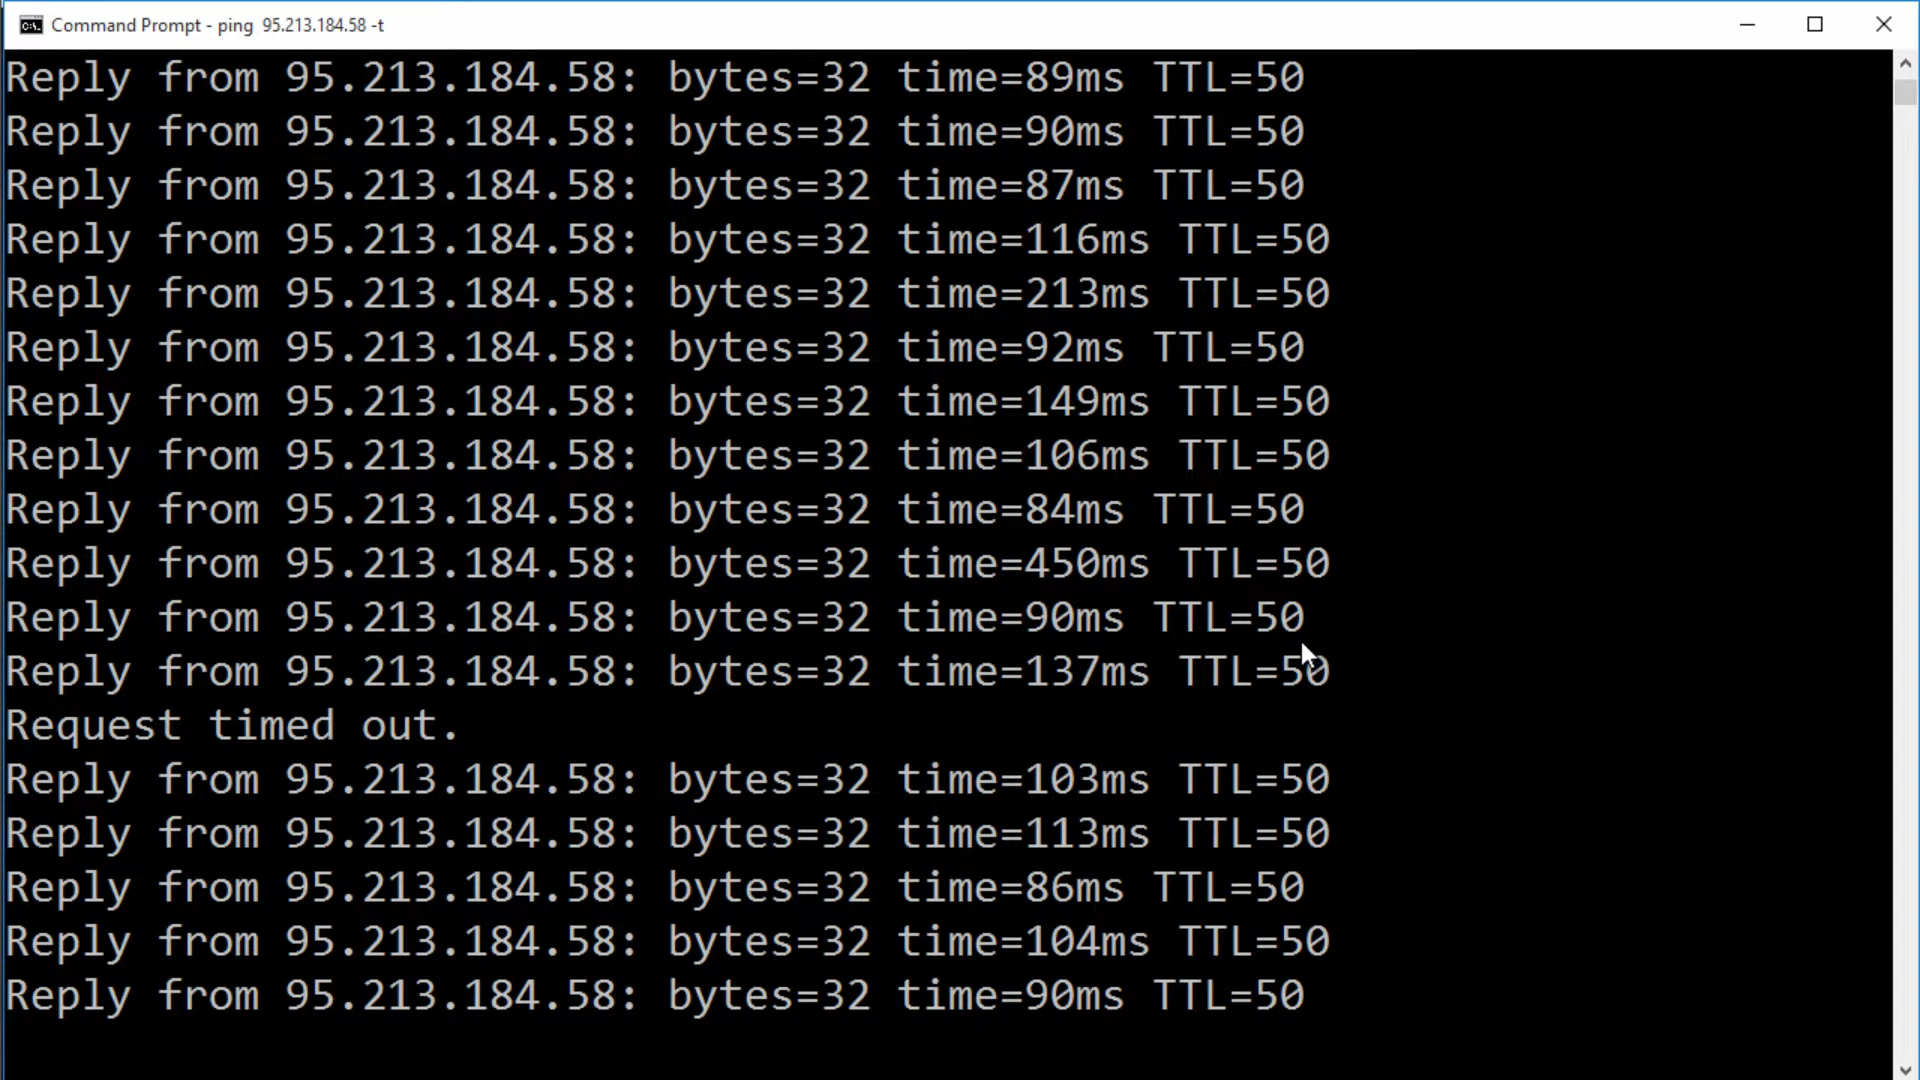 Command Prompt - ping  95.213.184.58 -t
Reply from 95.213.184.58: bytes=32 time=89ms TTL=50
Reply from 95.213.184.58: bytes=32 time=90ms TTL=50
Reply from 95.213.184.58: bytes=32 time=87ms TTL=50
Reply from 95.213.184.58: bytes=32 time=116ms TTL=50
Reply from 95.213.184.58: bytes=32 time=213ms TTL=50
Reply from 95.213.184.58: bytes=32 time=92ms TTL=50
Reply from 95.213.184.58: bytes=32 time=149ms TTL=50
Reply from 95.213.184.58: bytes=32 time=106ms TTL=50
Reply from 95.213.184.58: bytes=32 time=84ms TTL=50
Reply from 95.213.184.58: bytes=32 time=450ms TTL=50
Reply from 95.213.184.58: bytes=32 time=90ms TTL=50
Reply from 95.213.184.58: bytes=32 time=137ms TTL=50
Request timed out.
Reply from 95.213.184.58: bytes=32 time=103ms TTL=50
Reply from 95.213.184.58: bytes=32 time=113ms TTL=50
Reply from 95.213.184.58: bytes=32 time=86ms TTL=50
Reply from 95.213.184.58: bytes=32 time=104ms TTL=50
Reply from 95.213.184.58: bytes=32 time=90ms TTL=50